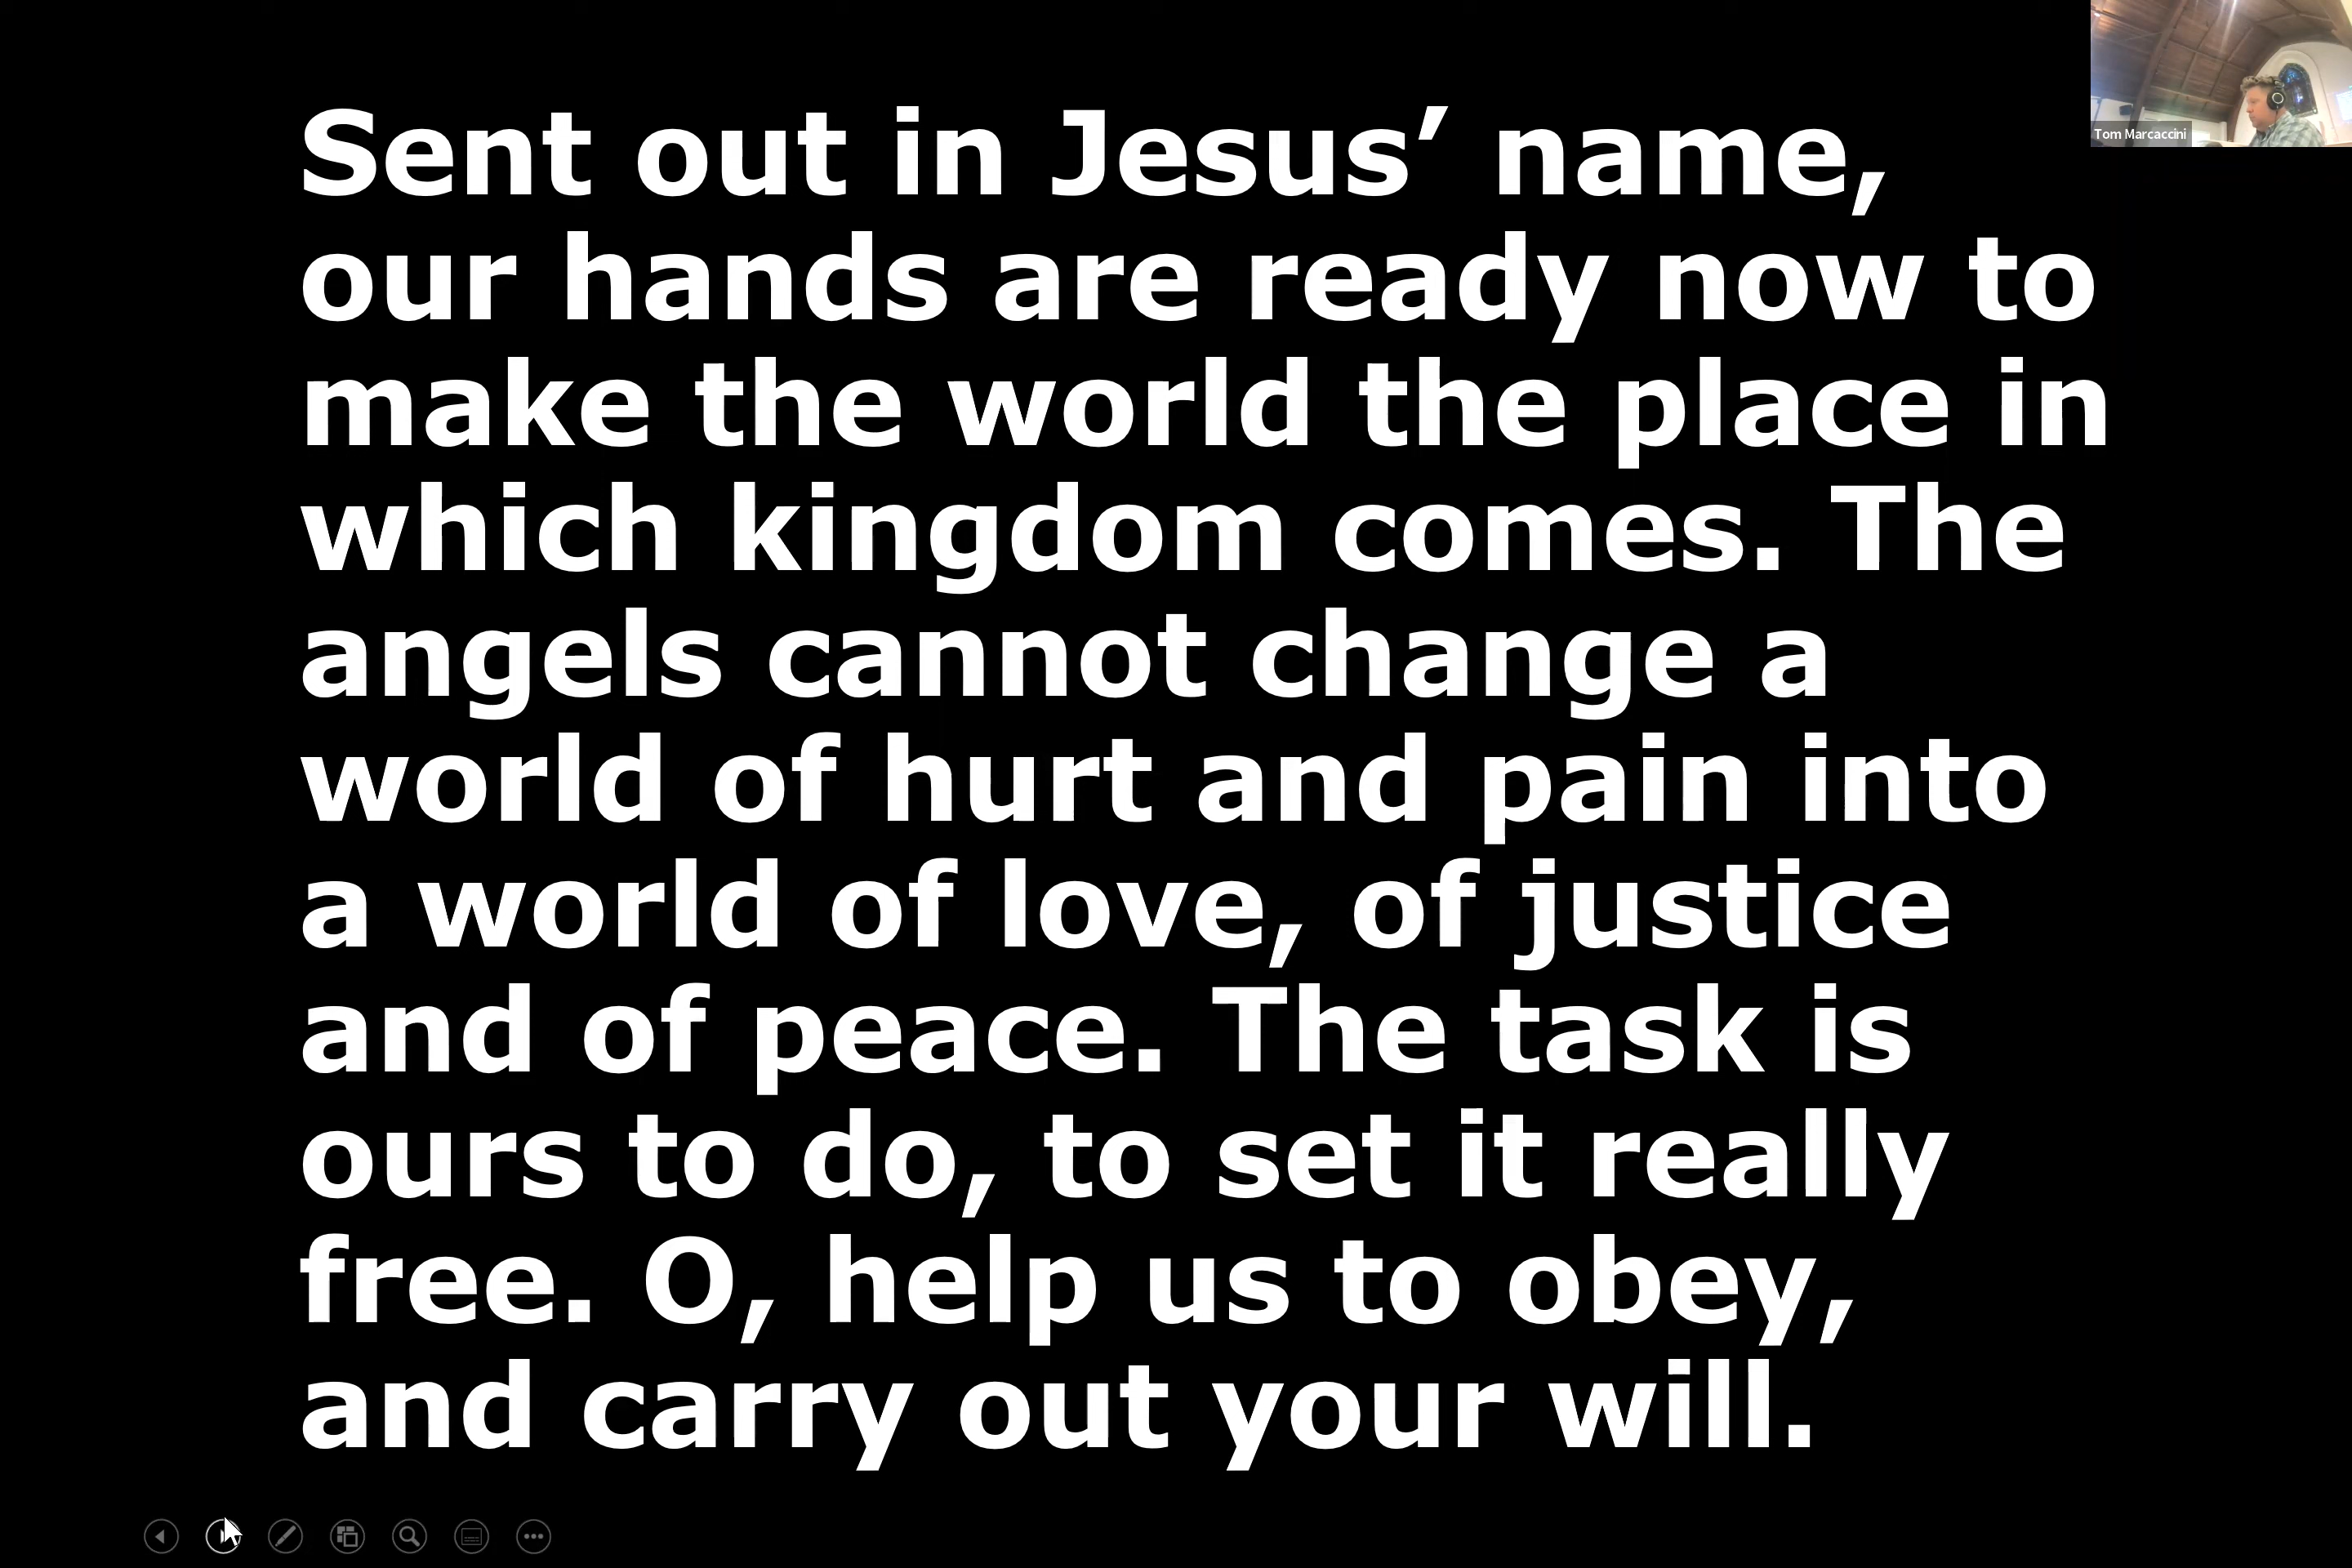 Sent out in Jesus’ name,
our hands are ready now to
make the world the place in
which kingdom comes. The
angels cannot change a
world of hurt and pain into
a world of love, of justice
and of peace. The task is
ours to do, to set it really
free. O, help us to obey,
and carry out your will.
Tom Marcaccini